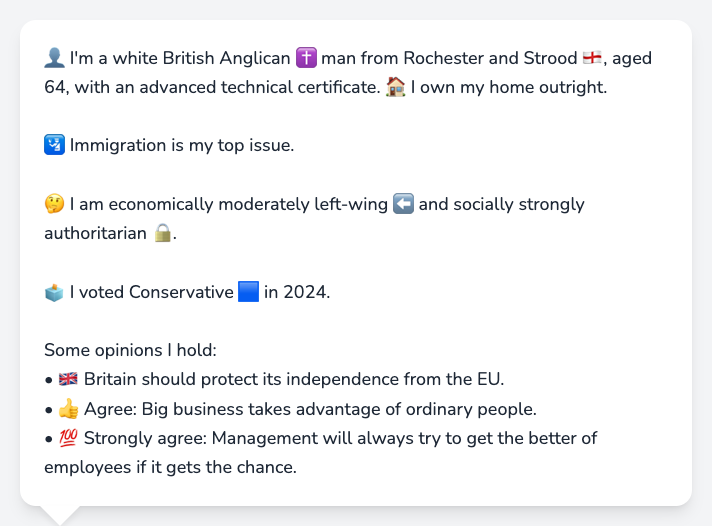 👤 I'm a white British Anglican ✝️ man from Rochester and Strood 🏴󠁧󠁢󠁥󠁮󠁧󠁿, aged
64, with an advanced technical certificate. 🏠 I own my home outright.
🛂 Immigration is my top issue.
🤔 I am economically moderately left-wing ⬅️ and socially strongly
authoritarian 🔒.
🗳️ I voted Conservative 🟦 in 2024.
Some opinions I hold:
• 🇬🇧 Britain should protect its independence from the EU.
• 👍 Agree: Big business takes advantage of ordinary people.
• 💯 Strongly agree: Management will always try to get the better of
employees if it gets the chance.